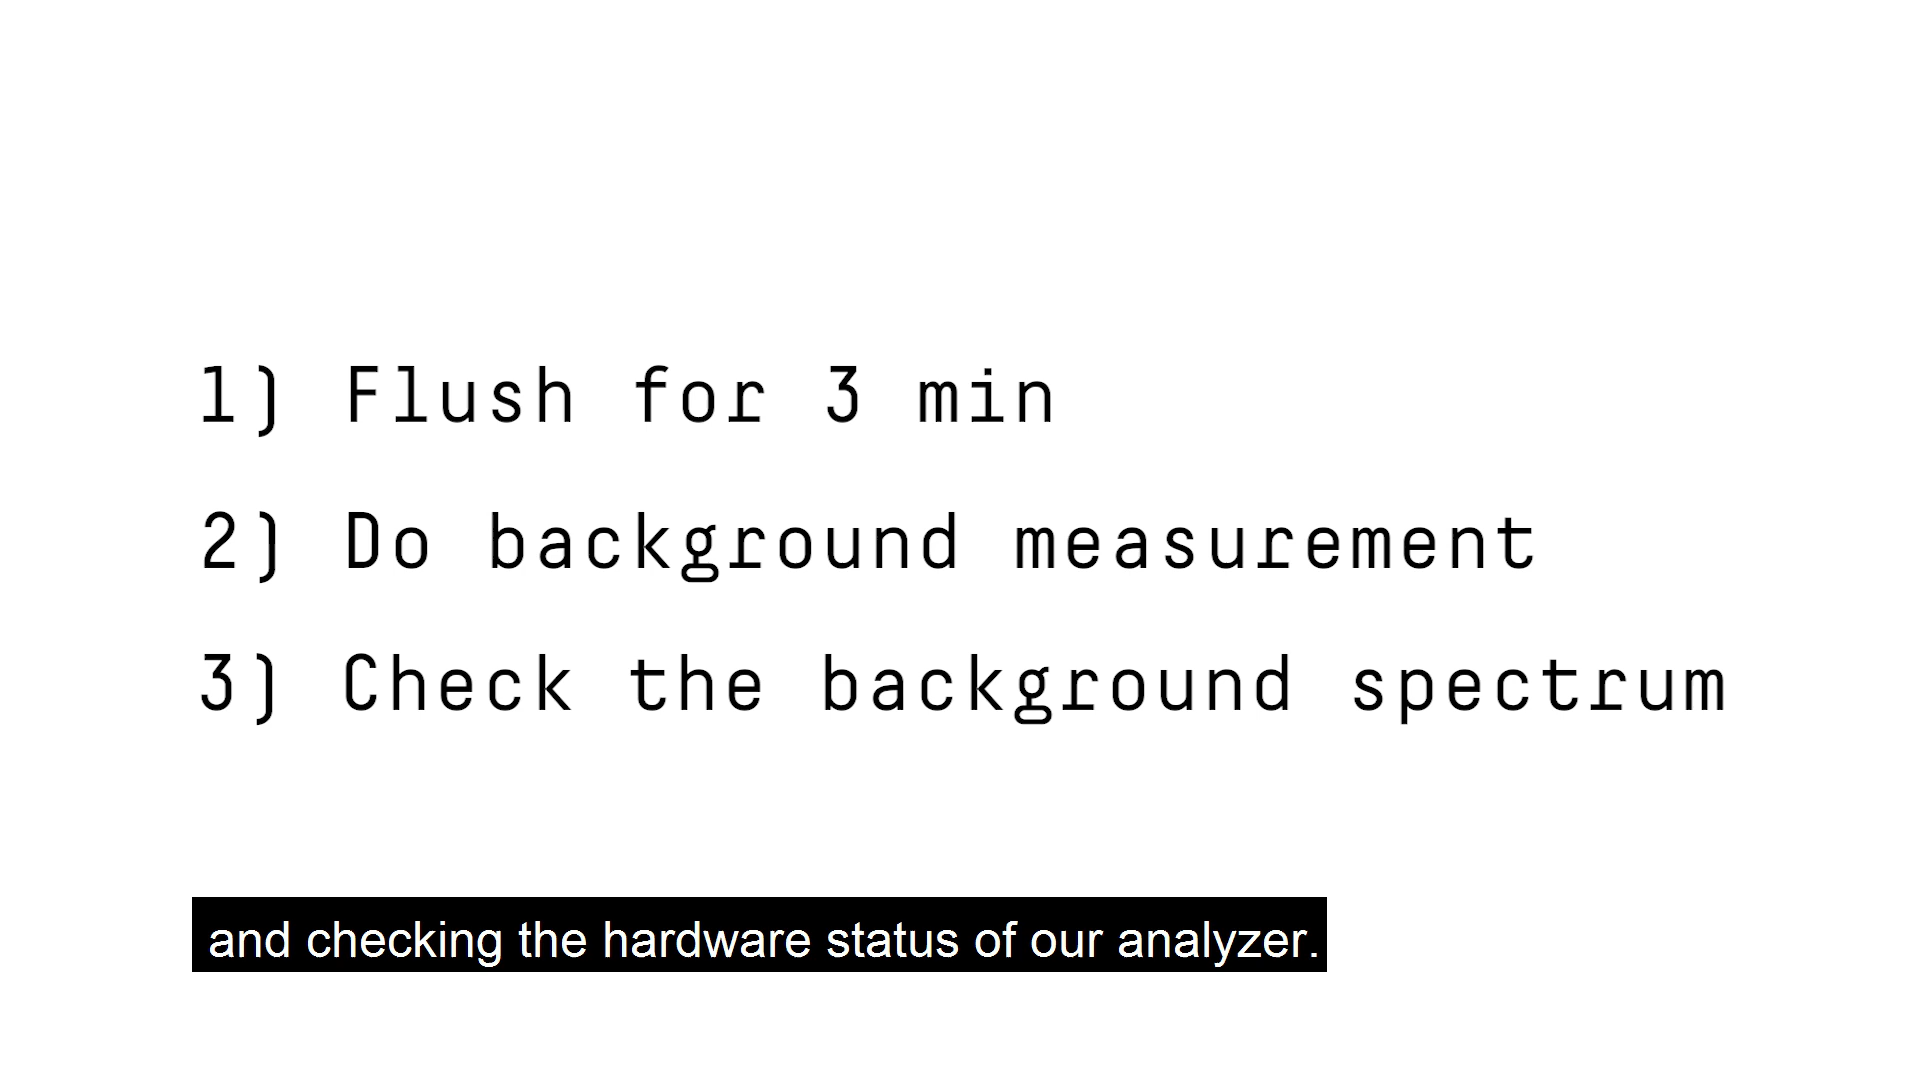 1) Flush for 3 min
2) Do background measurement
3) Check the background spectrum
and checking the hardware status of our analyzer.